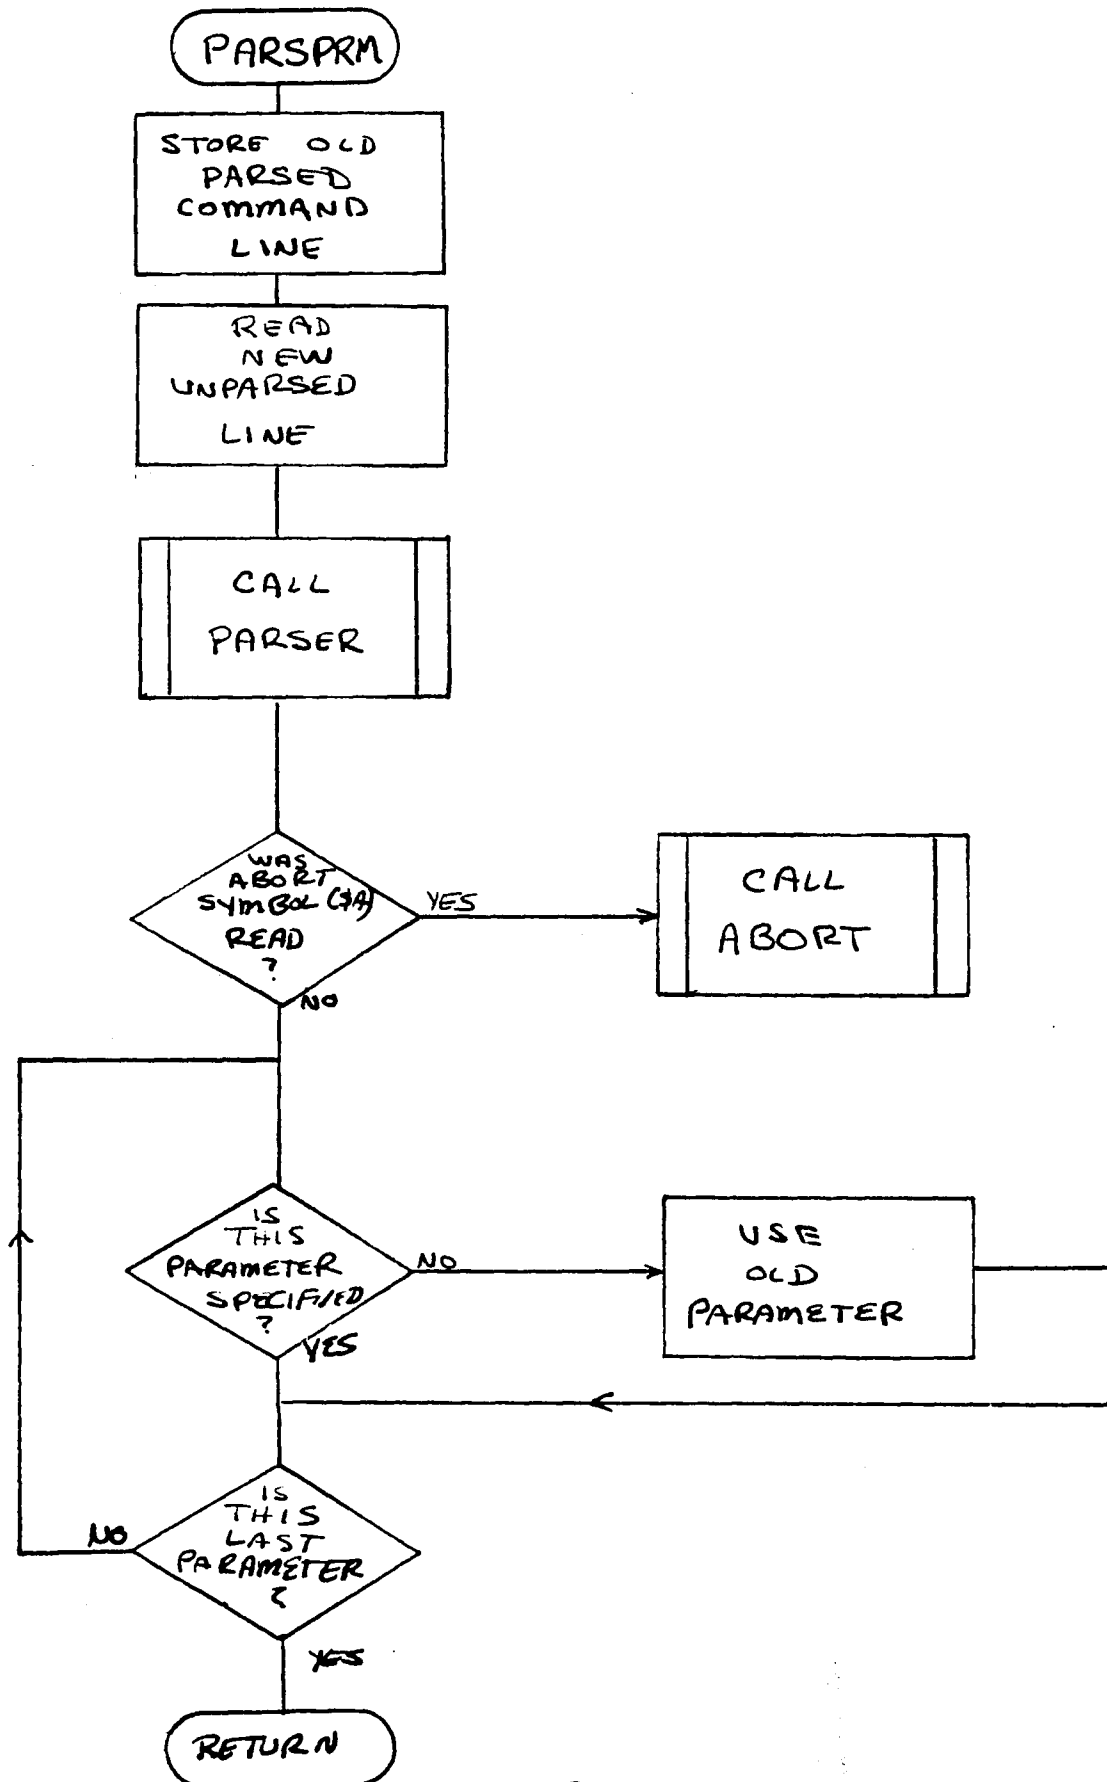 PARSPRM
STORE OLD
PARSED
COMMAND
LINE
READ
NEW
UNPARSED
LINE
CALL
PARSER
WAS
ABORT
SYMBOL ($A)
READ
?
YES
CALL
ABORT
NO
IS
THIS
PARAMETER
SPECIFIED
?
NO
USE
OLD
PARAMETER
YES
IS
THIS
LAST
PARAMETER
?
NO
YES
RETURN